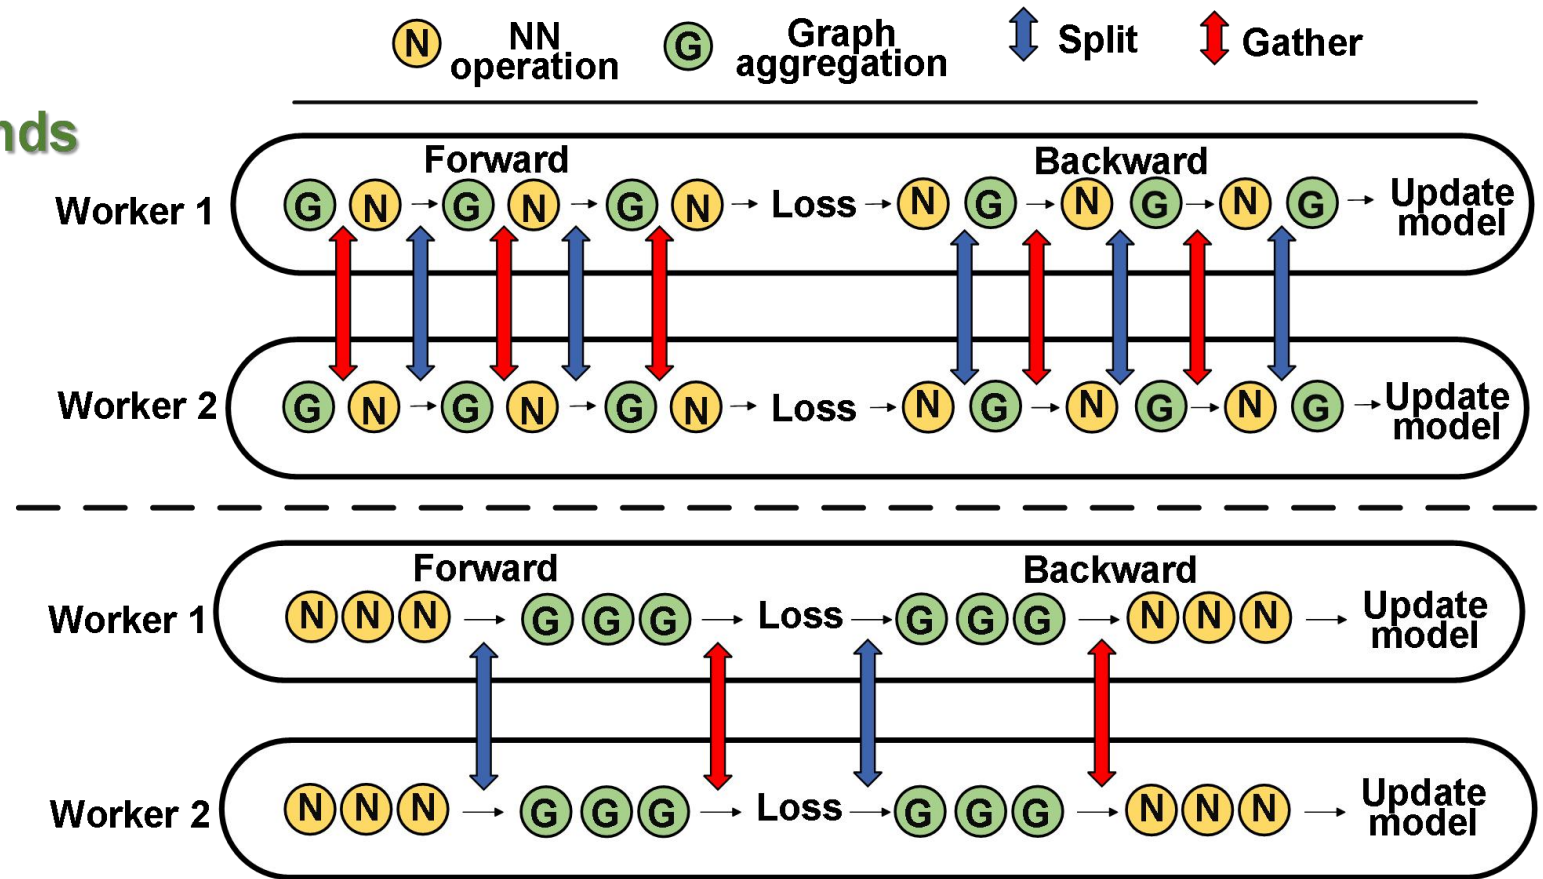 N NN operation G Graph aggregation Split Gather
nds
Forward Backward
Worker 1 G N → G N → G N → Loss → N G → N G → N G → Update model
Worker 2 G N → G N → G N → Loss → N G → N G → N G → Update model
Forward Backward
Worker 1 N N N → G G G → Loss → G G G → N N N → Update model
Worker 2 N N N → G G G → Loss → G G G → N N N → Update model